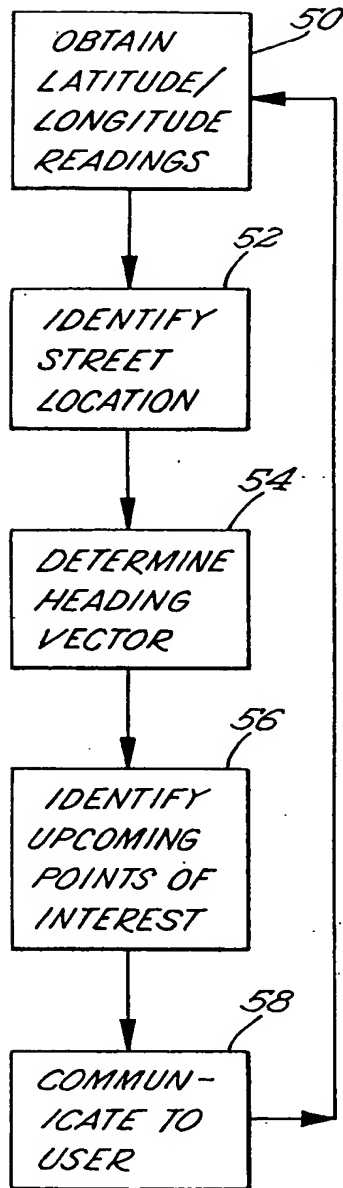 50
OBTAIN
LATITUDE/
LONGITUDE
READINGS
52
IDENTIFY
STREET
LOCATION
54
DETERMINE
HEADING
VECTOR
56
IDENTIFY
UPCOMING
POINTS OF
INTEREST
58
COMMUN-
ICATE TO
USER